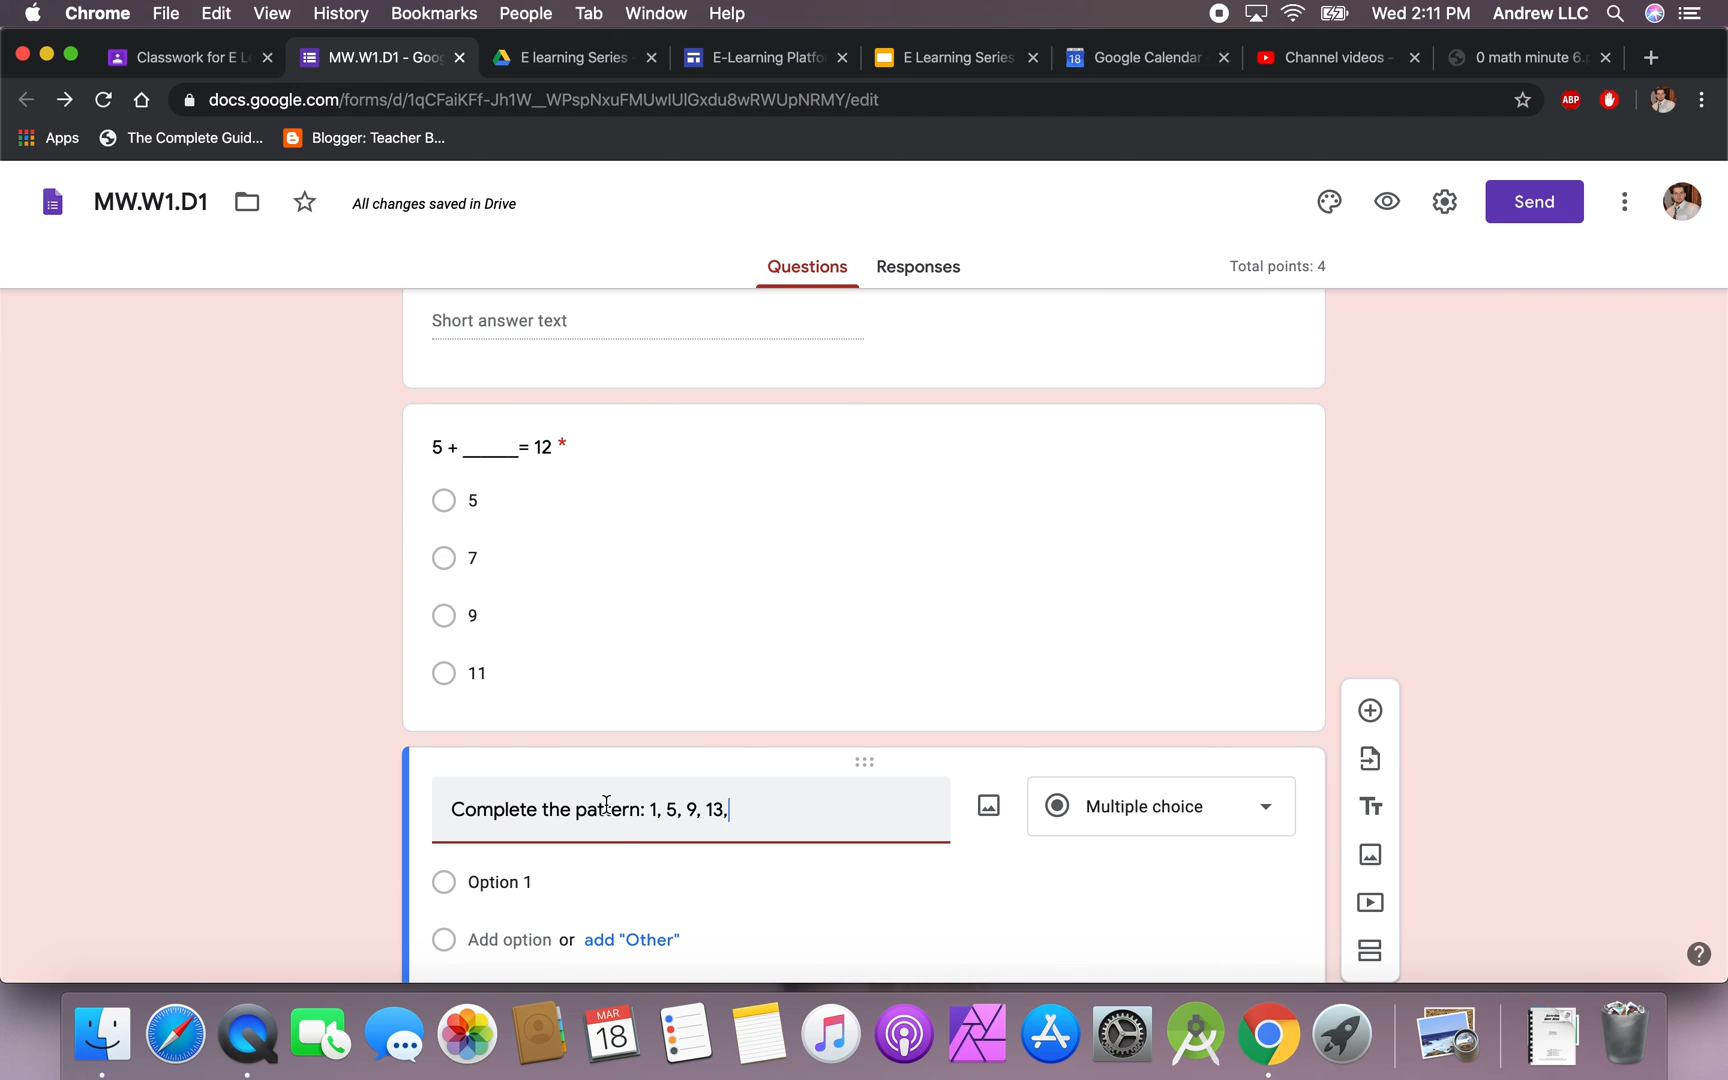 Chrome File Edit View History Bookmarks People Tab Window Help Wed 2:11 PM Andrew LLC
Classwork for E L MW.W1.D1 - Goo E learning Series E-Learning Platfo E Learning Series 18 Google Calendar Channel videos - 0 math minute 6.
docs.google.com/forms/d/1qCFaiKFf-Jh1W__WPspNxuFMUwIUlGxdu8wRWUpNRMY/edit ABP
Apps The Complete Guid... Blogger: Teacher B...
MW.W1.D1 All changes saved in Drive Send
Questions Responses Total points: 4
Short answer text
5 + ______= 12 *
5
7
9
11
Complete the pattern: 1, 5, 9, 13, Multiple choice
Option 1
Add option or add "Other"
MAR
18